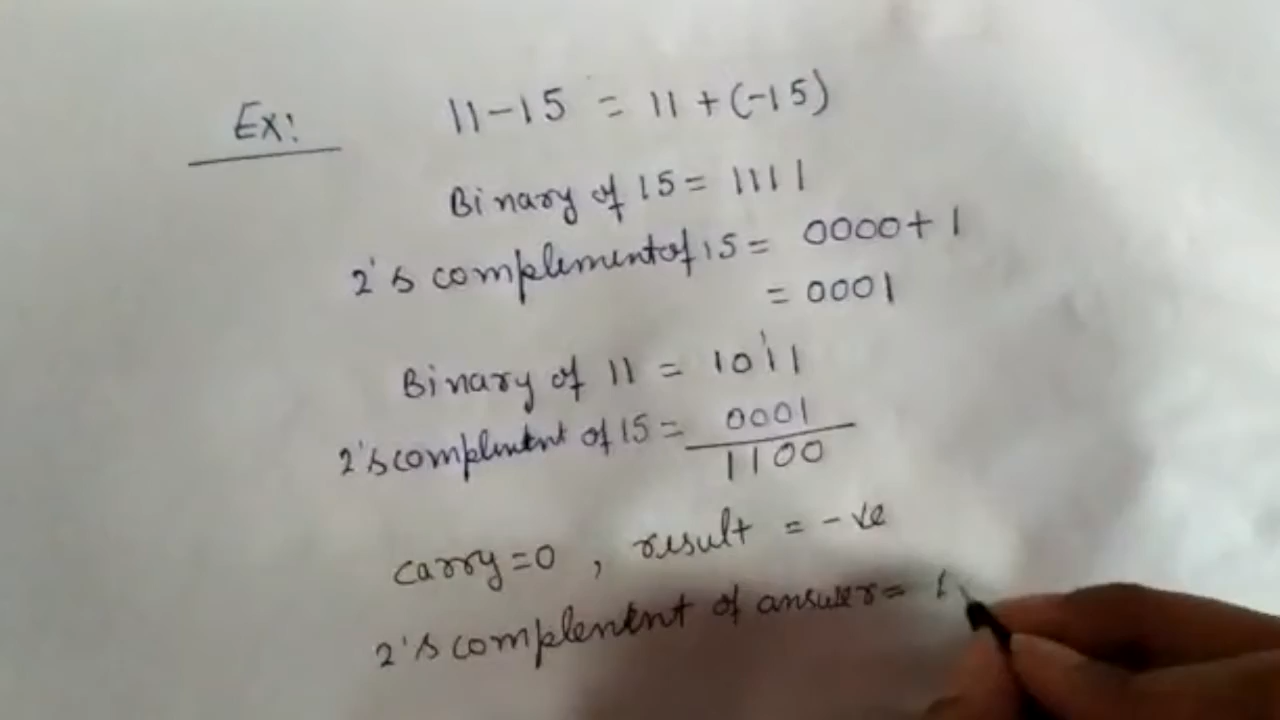 Ex: 11-15 = 11+(-15)
Binary of 15 = 1111
2's complement of 15 = 0000+1
= 0001
Binary of 11 = 1011
2's complement of 15 = 0001
1100
carry=0, result = -ve
2's complement of answer =